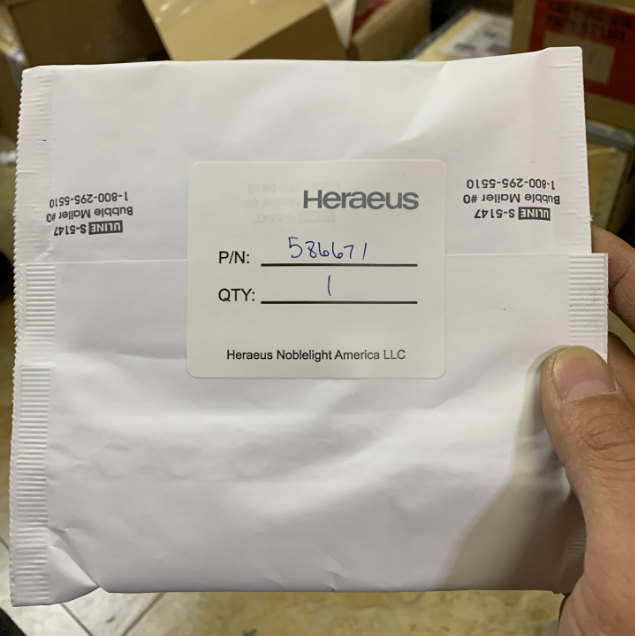 Heraeus
P/N: 586671
QTY: 1
Heraeus Noblelight America LLC
ULINE S-5147
Bubble Mailer #0
1-800-295-5510
ULINE S-5147
Bubble Mailer #0
1-800-295-5510